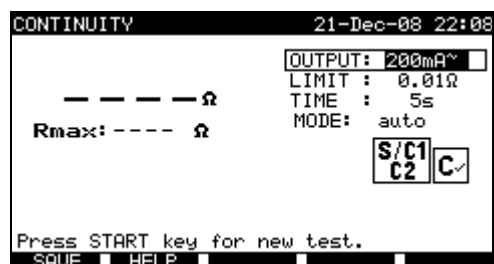 CONTINUITY 21-Dec-08 22:08
OUTPUT: 200mA~
LIMIT : 0.01Ω
TIME : 5s
MODE: auto
– – – – Ω
Rmax:---- Ω
S/C1
C2
C✓
Press START key for new test.
SAVE HELP